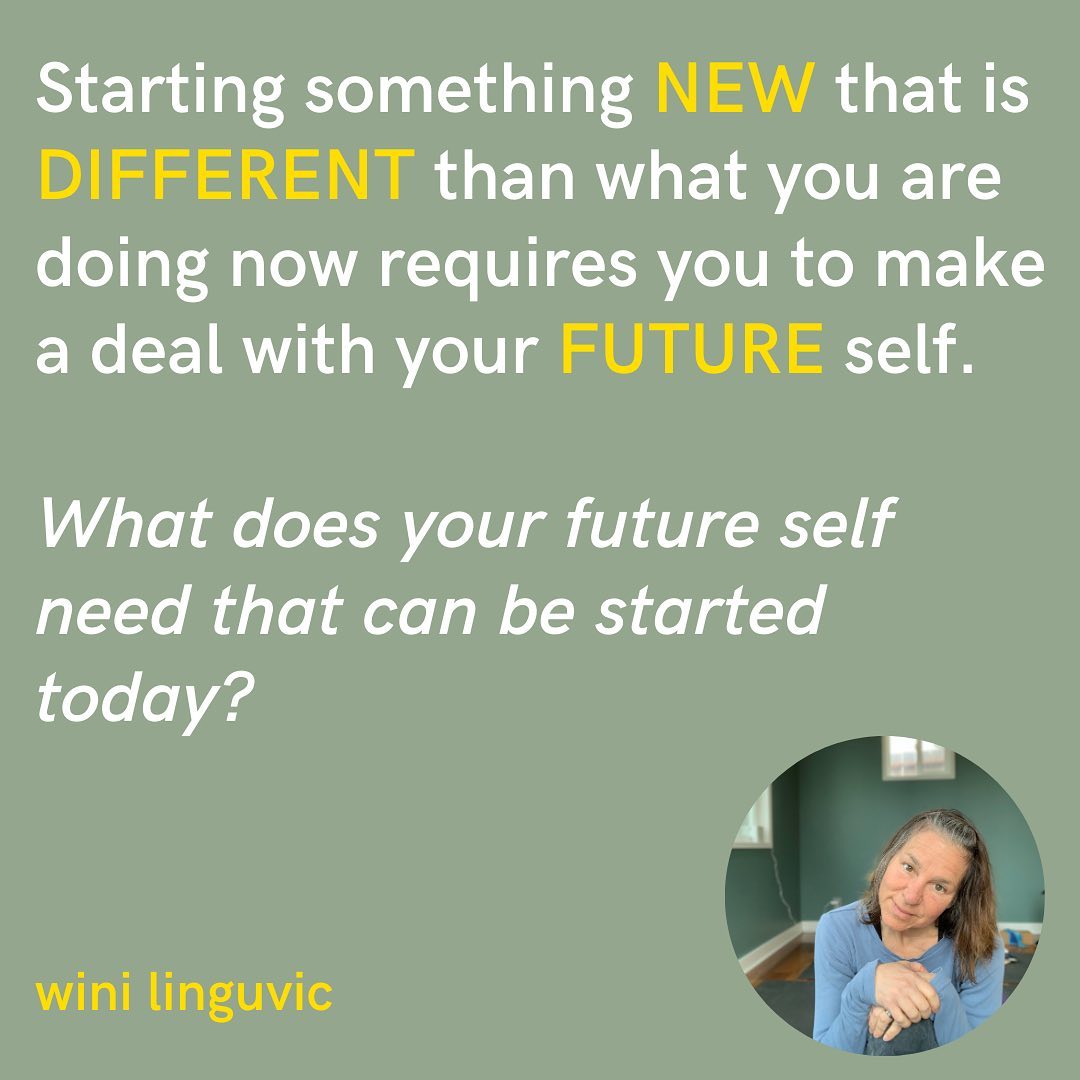 Starting something NEW that is
DIFFERENT than what you are
doing now requires you to make
a deal with your FUTURE self.
What does your future self
need that can be started
today?
wini linguvic